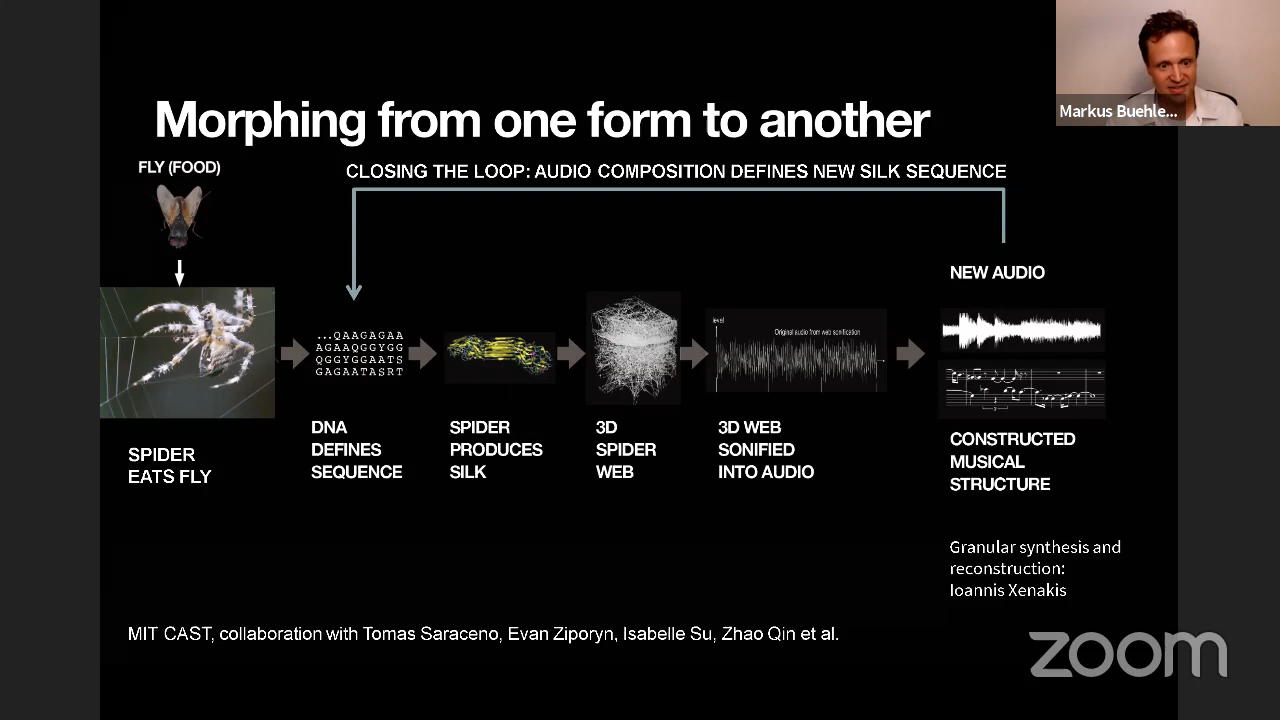 Markus Buehle...
Morphing from one form to another
FLY (FOOD)
CLOSING THE LOOP: AUDIO COMPOSITION DEFINES NEW SILK SEQUENCE
NEW AUDIO
level
Original audio from web sonification
...QAAGAGAA
AGAAQGGYGG
QGGYGGAATS
GAGAATASRT
SPIDER
EATS FLY
DNA
DEFINES
SEQUENCE
SPIDER
PRODUCES
SILK
3D
SPIDER
WEB
3D WEB
SONIFIED
INTO AUDIO
CONSTRUCTED
MUSICAL
STRUCTURE
Granular synthesis and
reconstruction:
Ioannis Xenakis
MIT CAST, collaboration with Tomas Saraceno, Evan Ziporyn, Isabelle Su, Zhao Qin et al.
zoom